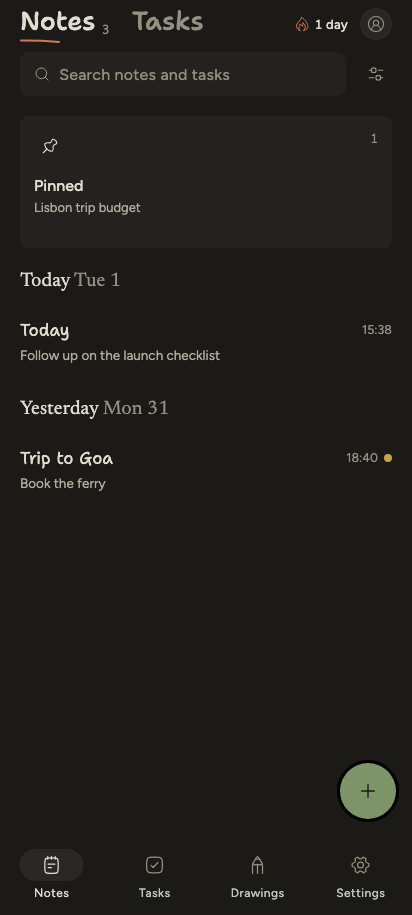 Notes 3 Tasks 1 day
Search notes and tasks
1
Pinned
Lisbon trip budget
Today Tue 1
Today 15:38
Follow up on the launch checklist
Yesterday Mon 31
Trip to Goa 18:40
Book the ferry
Notes Tasks Drawings Settings